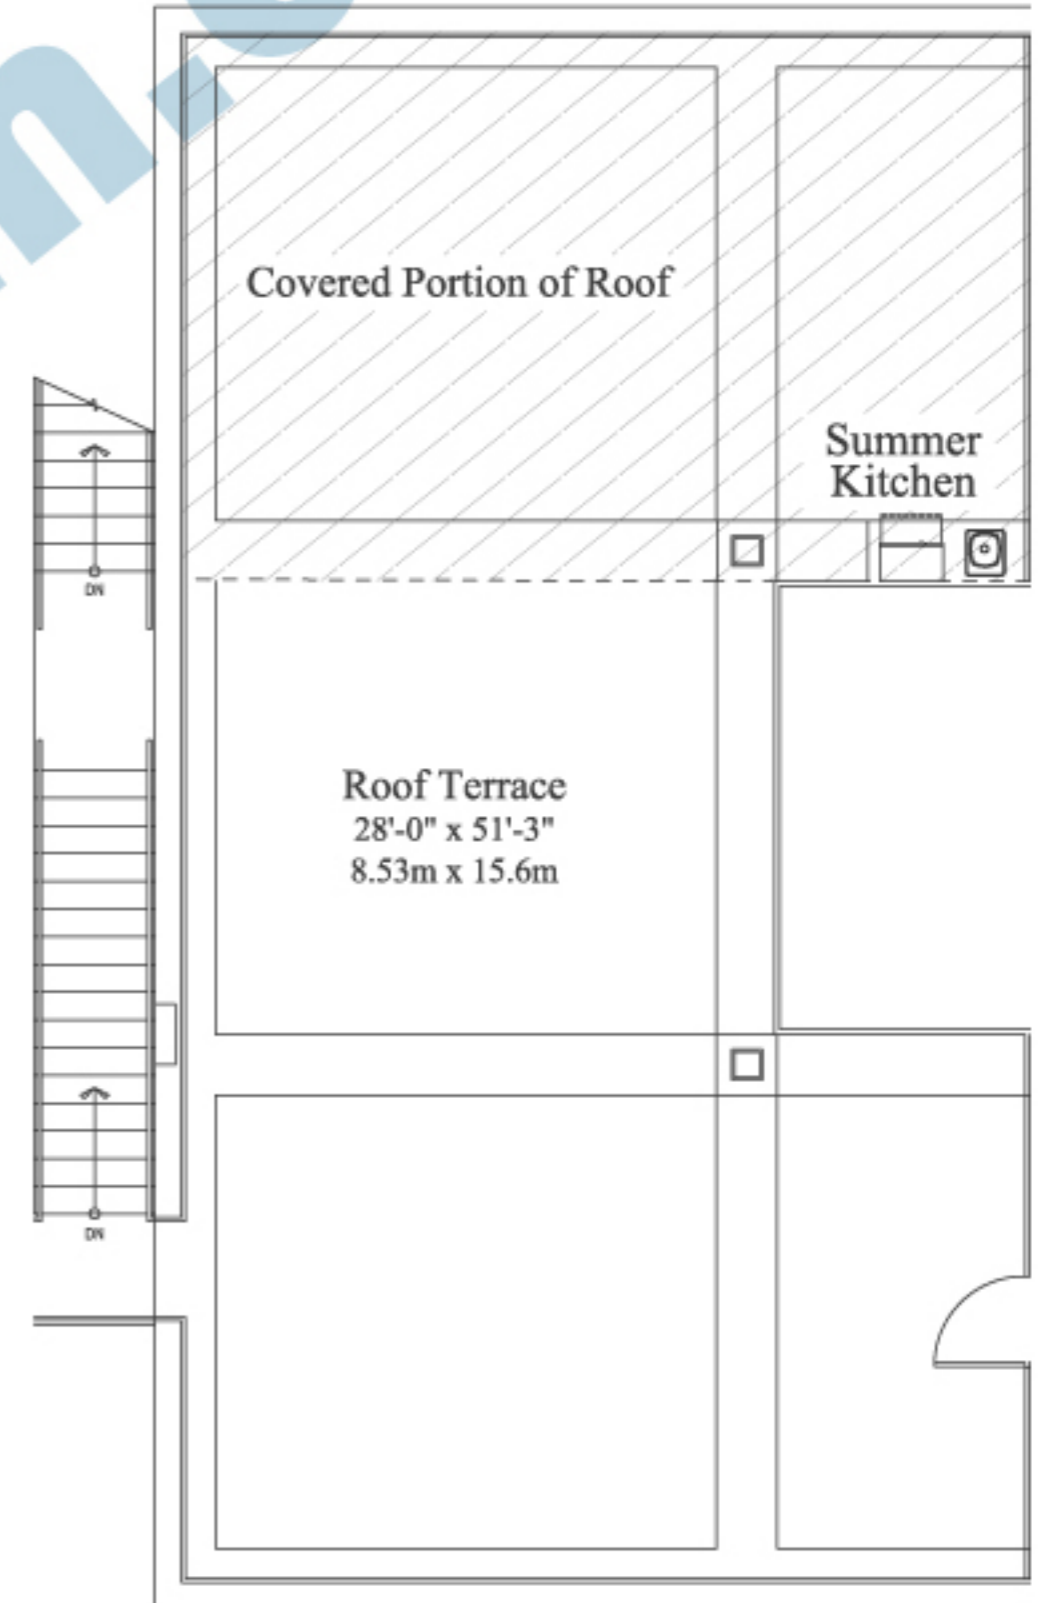 Covered Portion of Roof
Summer
Kitchen
DN
Roof Terrace
28'-0" x 51'-3"
8.53m x 15.6m
DN